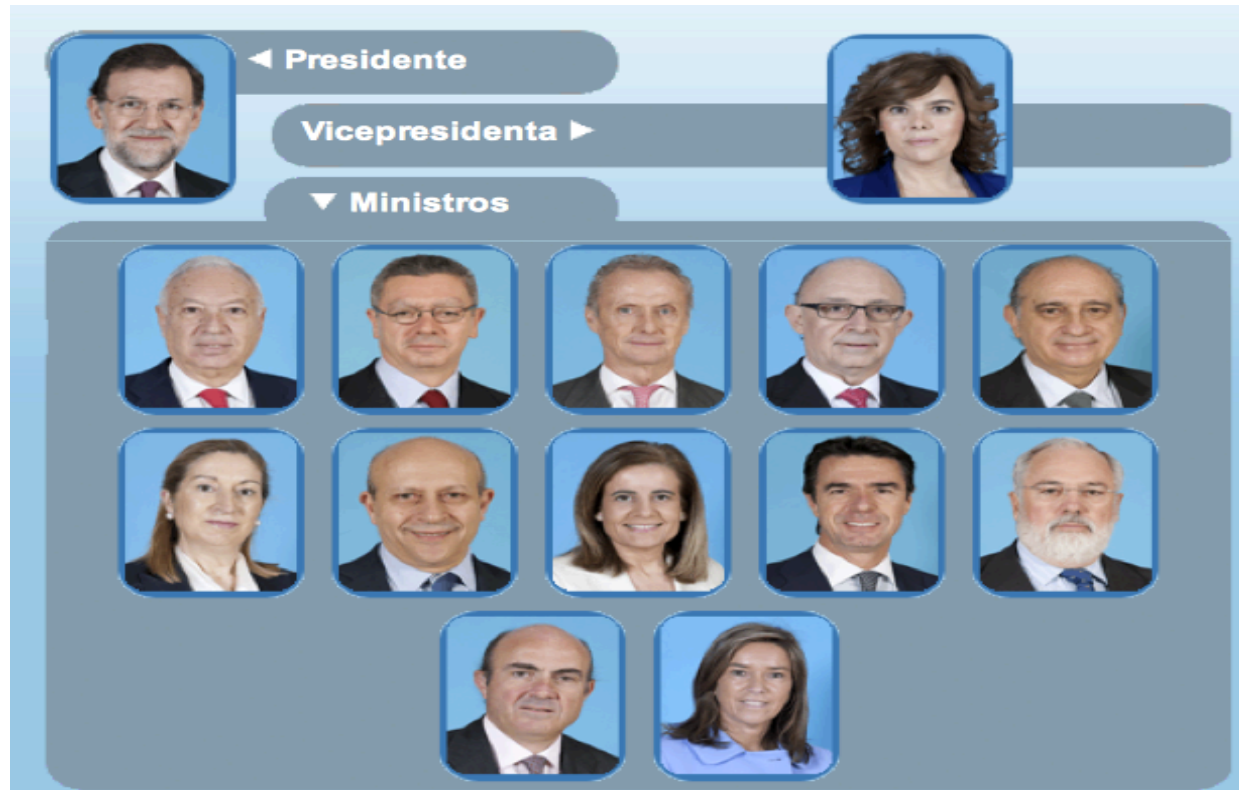 ◄ Presidente
Vicepresidenta ►
▼ Ministros